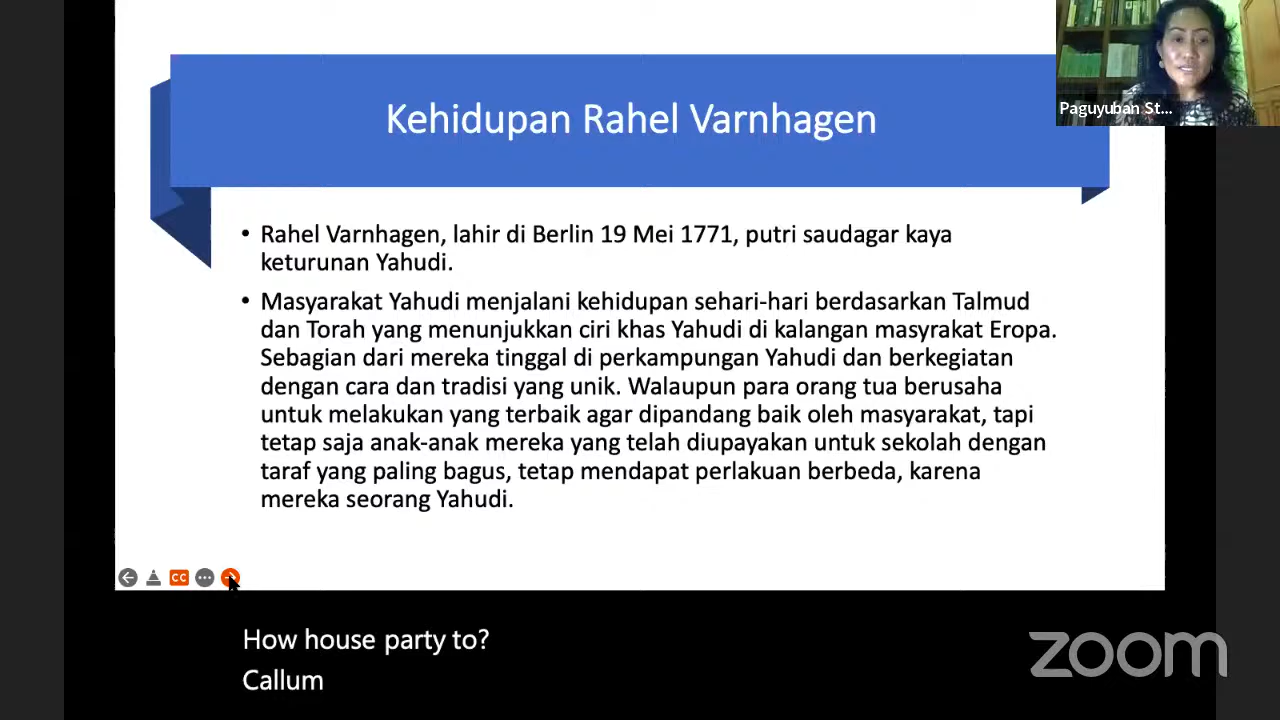 Kehidupan Rahel Varnhagen
Paguyuban St...
• Rahel Varnhagen, lahir di Berlin 19 Mei 1771, putri saudagar kaya
keturunan Yahudi.
• Masyarakat Yahudi menjalani kehidupan sehari-hari berdasarkan Talmud
dan Torah yang menunjukkan ciri khas Yahudi di kalangan masyrakat Eropa.
Sebagian dari mereka tinggal di perkampungan Yahudi dan berkegiatan
dengan cara dan tradisi yang unik. Walaupun para orang tua berusaha
untuk melakukan yang terbaik agar dipandang baik oleh masyarakat, tapi
tetap saja anak-anak mereka yang telah diupayakan untuk sekolah dengan
taraf yang paling bagus, tetap mendapat perlakuan berbeda, karena
mereka seorang Yahudi.
CC
How house party to?
Callum
zoom